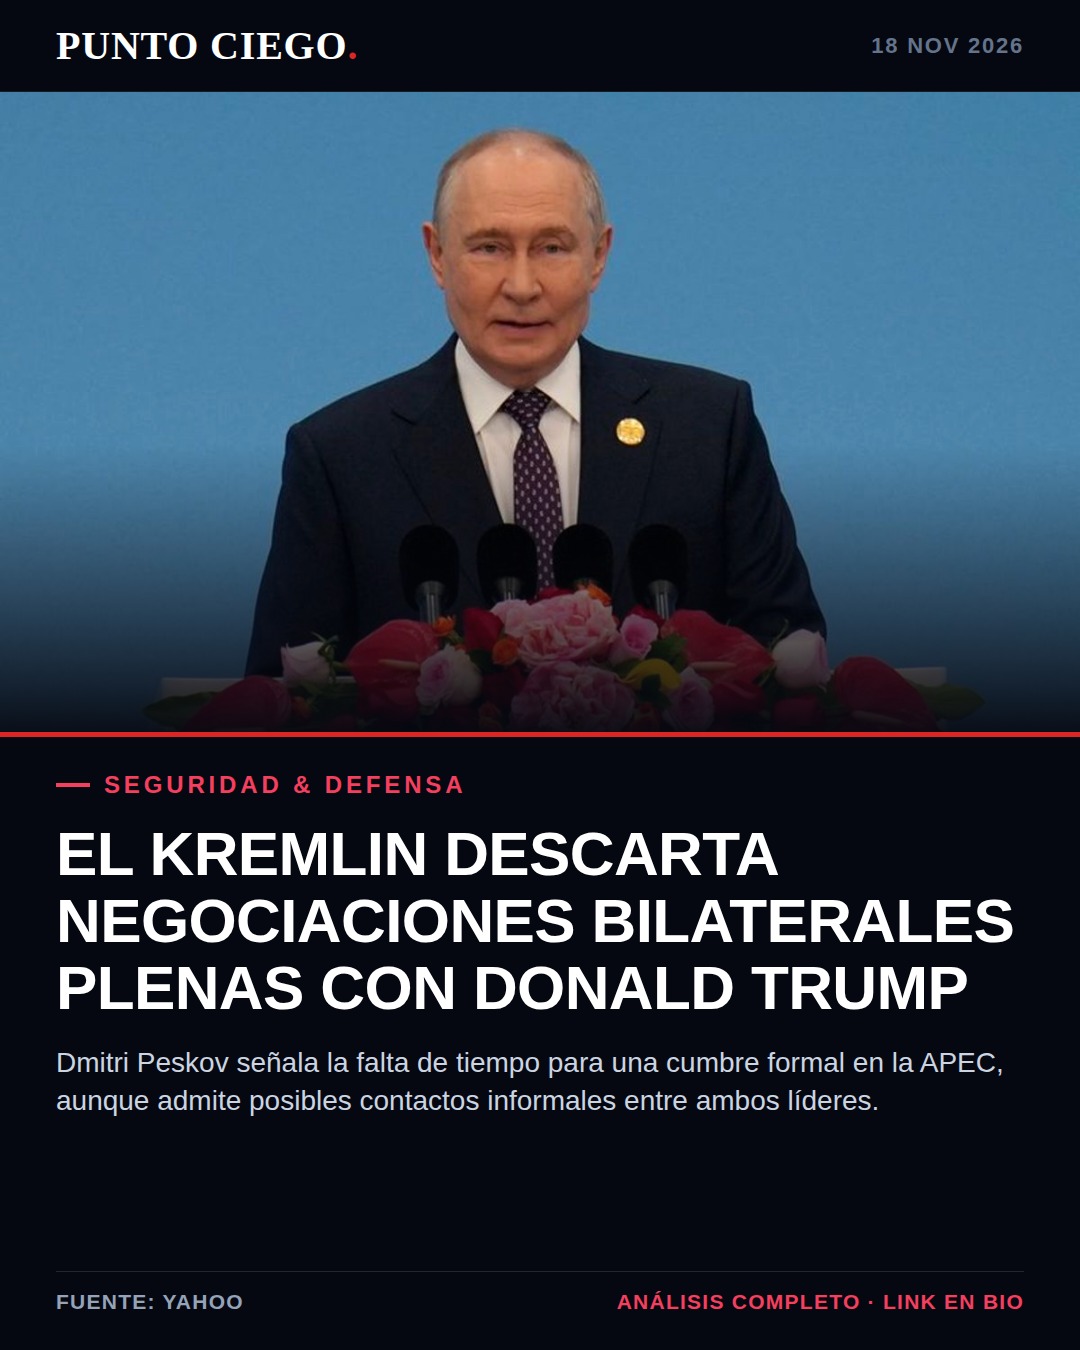 PUNTO CIEGO.
18 NOV 2026
SEGURIDAD & DEFENSA
EL KREMLIN DESCARTA
NEGOCIACIONES BILATERALES
PLENAS CON DONALD TRUMP
Dmitri Peskov señala la falta de tiempo para una cumbre formal en la APEC,
aunque admite posibles contactos informales entre ambos líderes.
FUENTE: YAHOO
ANÁLISIS COMPLETO · LINK EN BIO